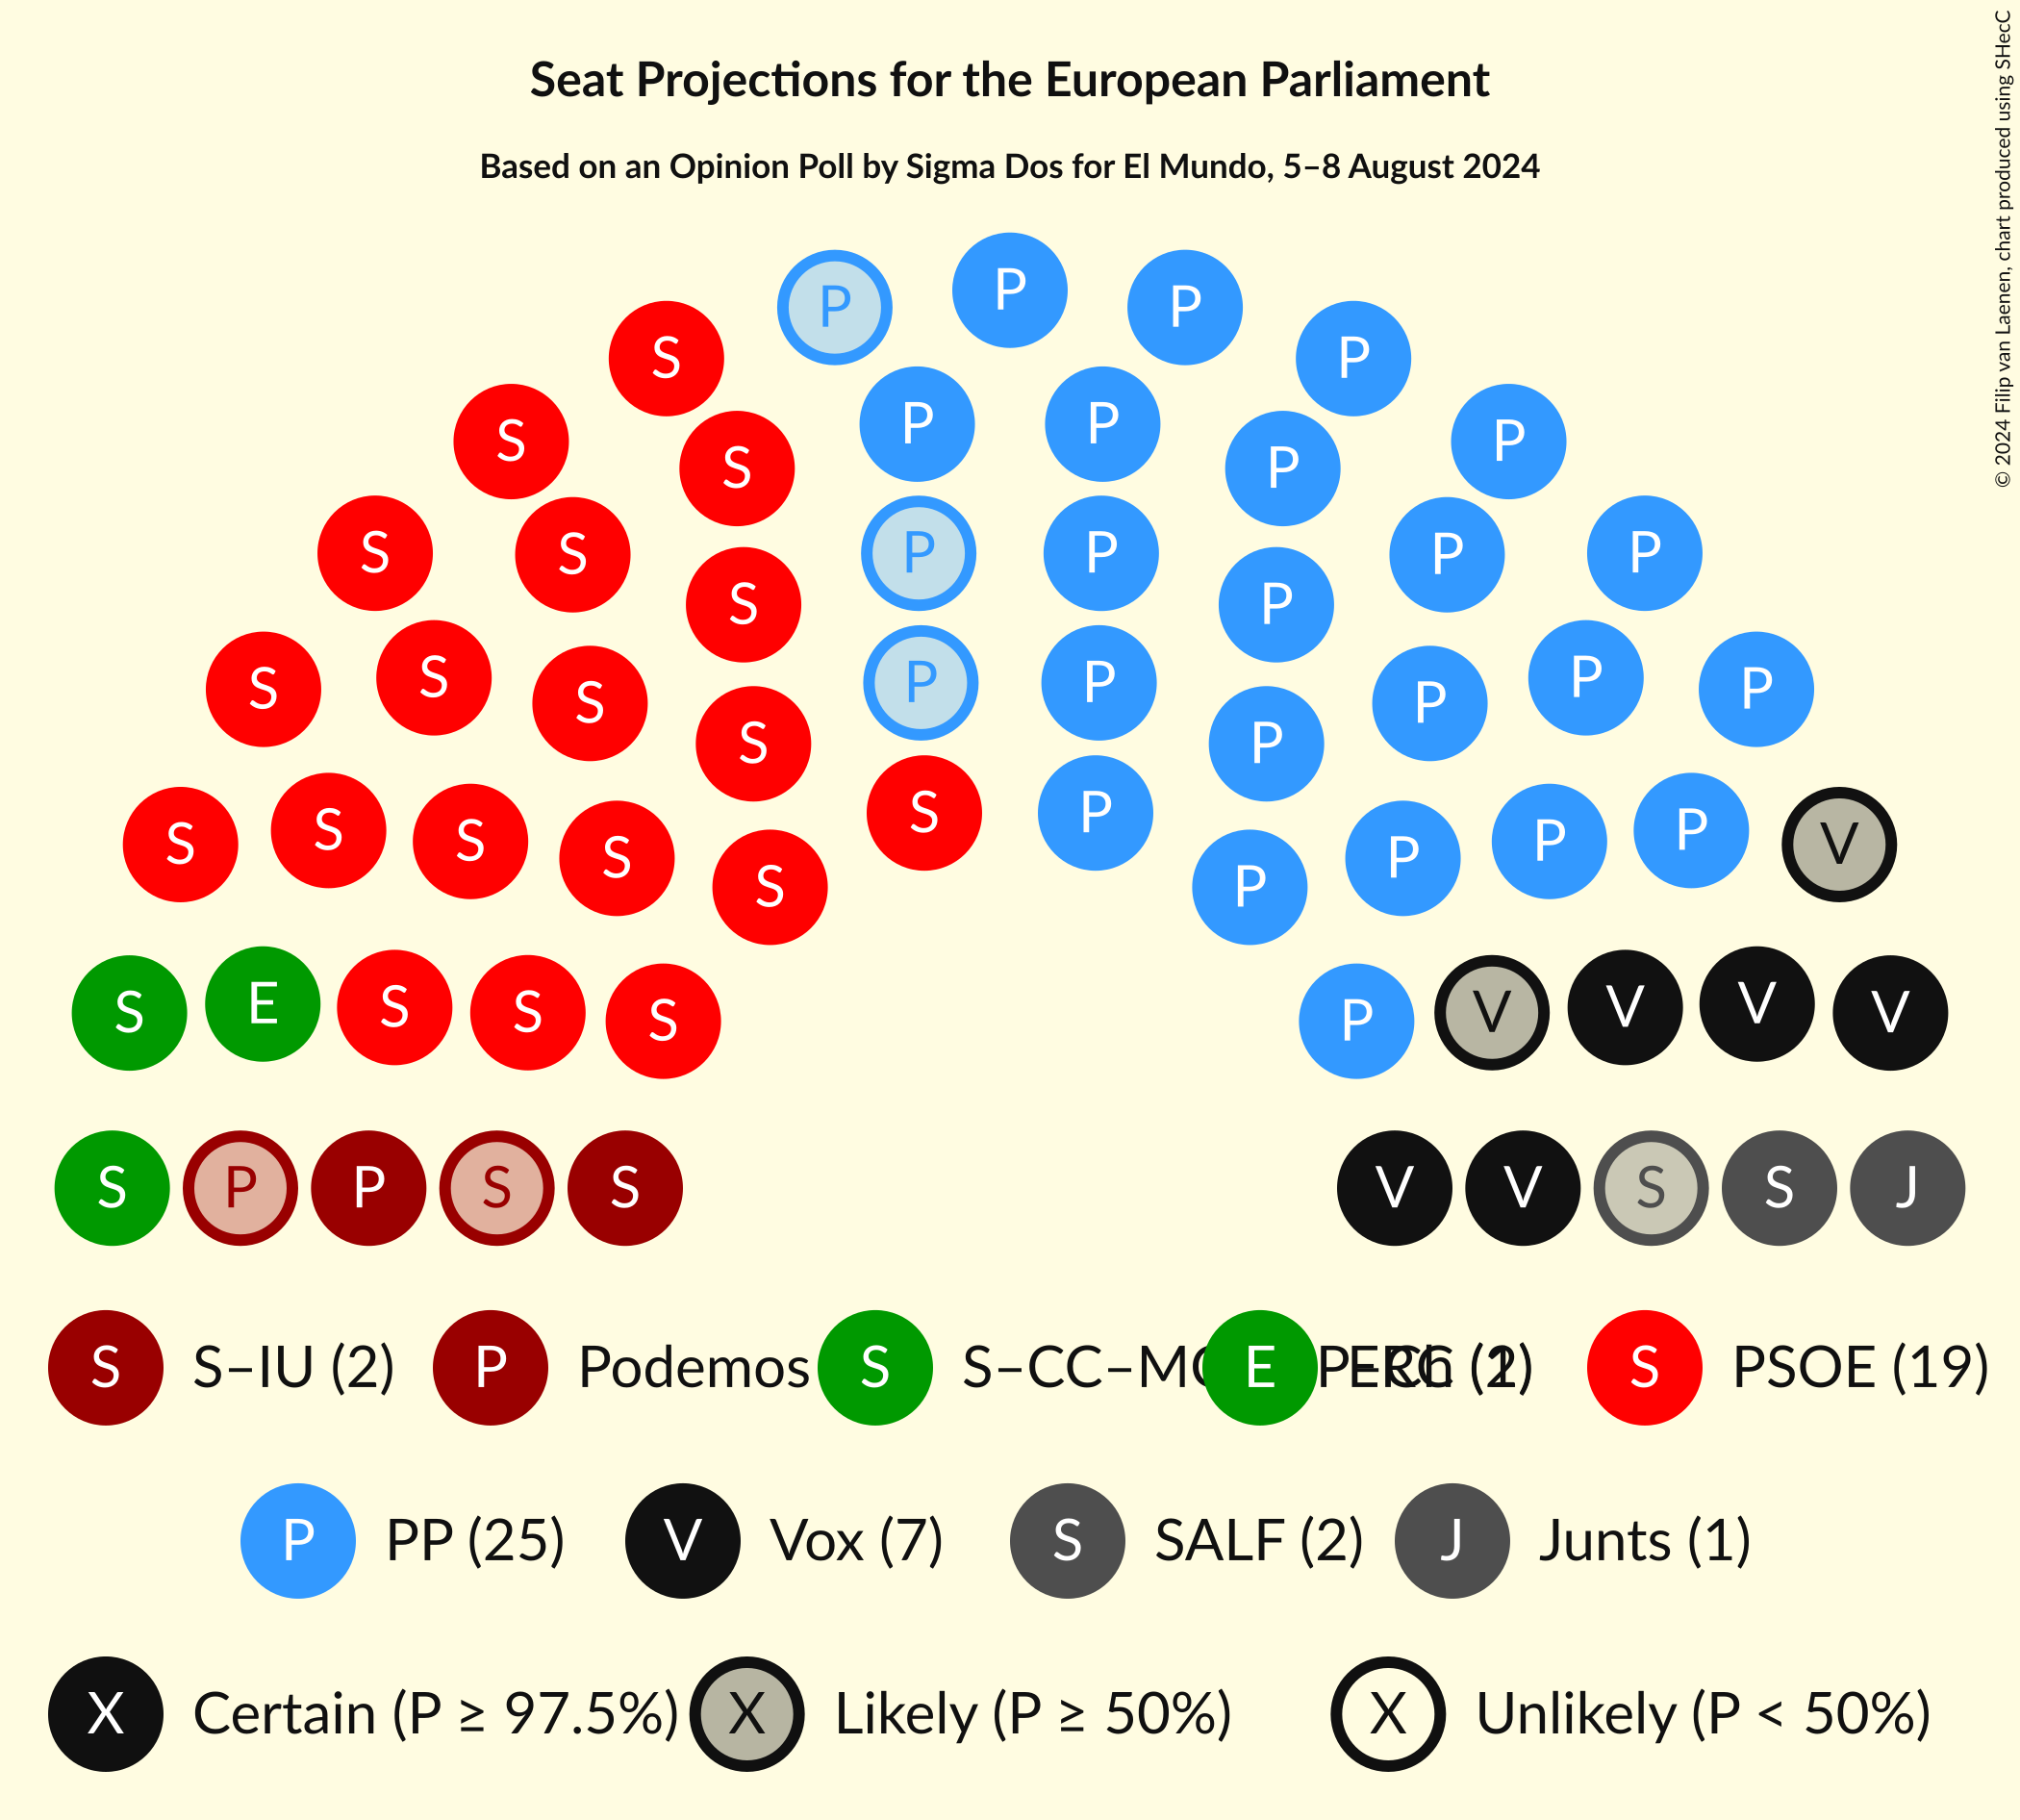 Seat Projections for the European Parliament
Based on an Opinion Poll by Sigma Dos for El Mundo, 5–8 August 2024
© 2024 Filip van Laenen, chart produced using SHecC
P P P P
S P
S P P P
S P
S S P P P
S P P
S P
S S P P
S S P P P P
S S P P
S S
P
S P P P V
S S S P P
S P
S E S S S P V V V V
S P P S S V V S S J
S S–IU (2) P Podemos S S–CC–M E S PSOE (19)
P PP (25) V Vox (7) S SALF (2) J Junts (1)
X Certain (P ≥ 97.5%) X Likely (P ≥ 50%) X Unlikely (P < 50%)